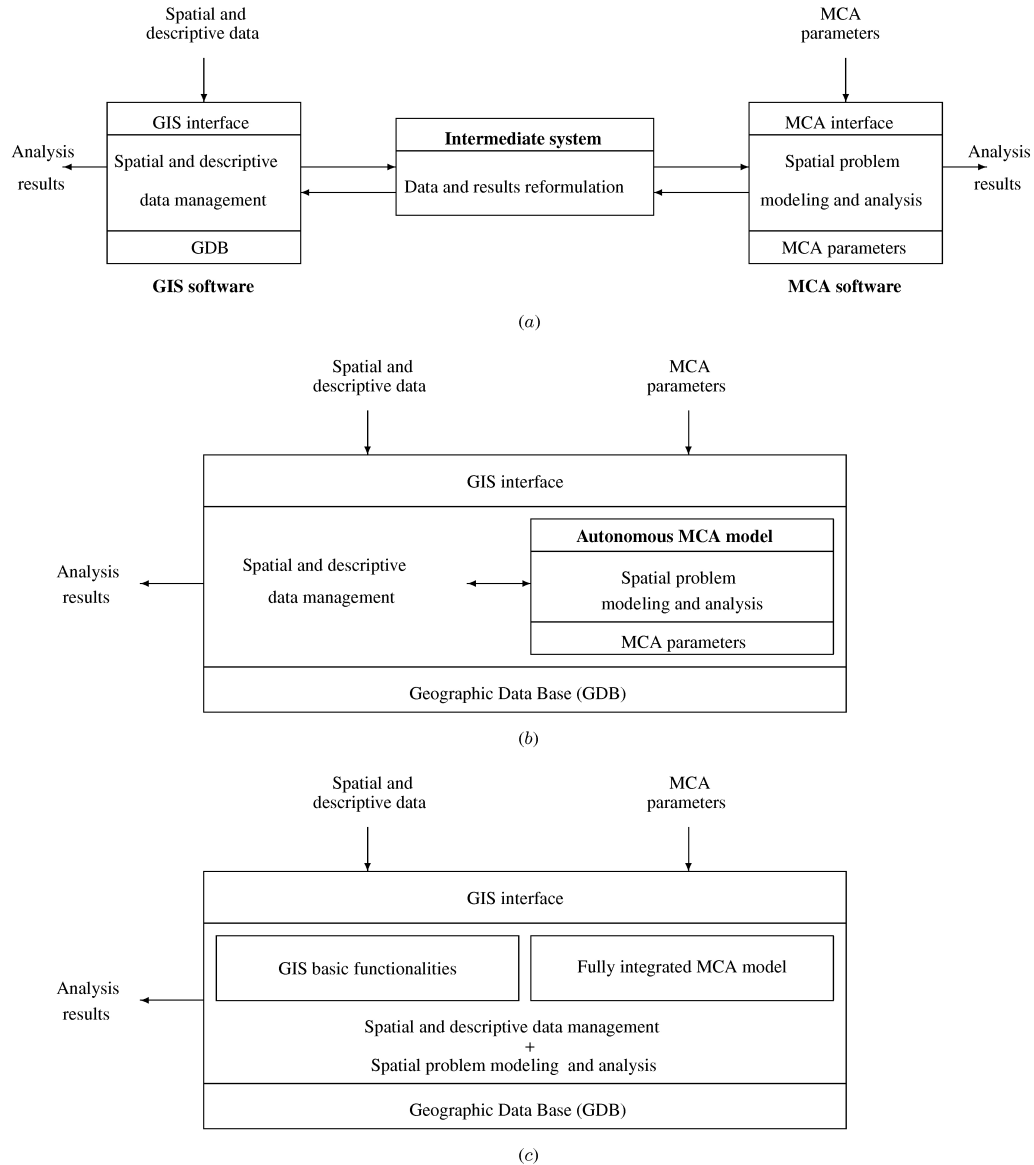 Spatial and
descriptive data
MCA
parameters
GIS interface
Spatial and descriptive
data management
GDB
GIS software
Analysis
results
Intermediate system
Data and results reformulation
MCA interface
Spatial problem
modeling and analysis
MCA parameters
MCA software
Analysis
results
(a)
Spatial and
descriptive data
MCA
parameters
GIS interface
Analysis
results
Spatial and descriptive
data management
Autonomous MCA model
Spatial problem
modeling and analysis
MCA parameters
Geographic Data Base (GDB)
(b)
Spatial and
descriptive data
MCA
parameters
GIS interface
Analysis
results
GIS basic functionalities
Fully integrated MCA model
Spatial and descriptive data management
+
Spatial problem modeling and analysis
Geographic Data Base (GDB)
(c)